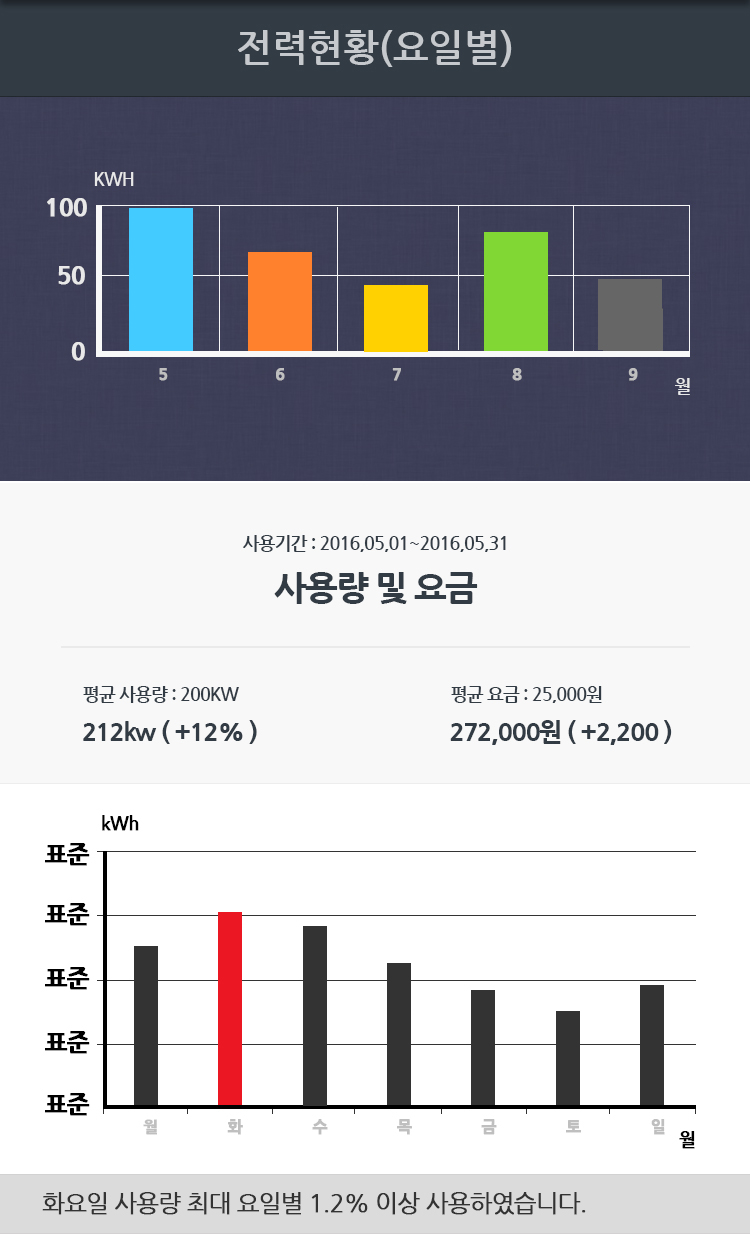 전력현황(요일별)
KWH
100
50
0
5 6 7 8 9
월
사용기간 : 2016.05.01~2016.05.31
사용량 및 요금
평균 사용량 : 200KW 평균 요금 : 25,000원
212kw ( +12% ) 272,000원 ( +2,200 )
kWh
표준
표준
표준
표준
표준
월 화 수 목 금 토 일
월
화요일 사용량 최대 요일별 1.2% 이상 사용하였습니다.